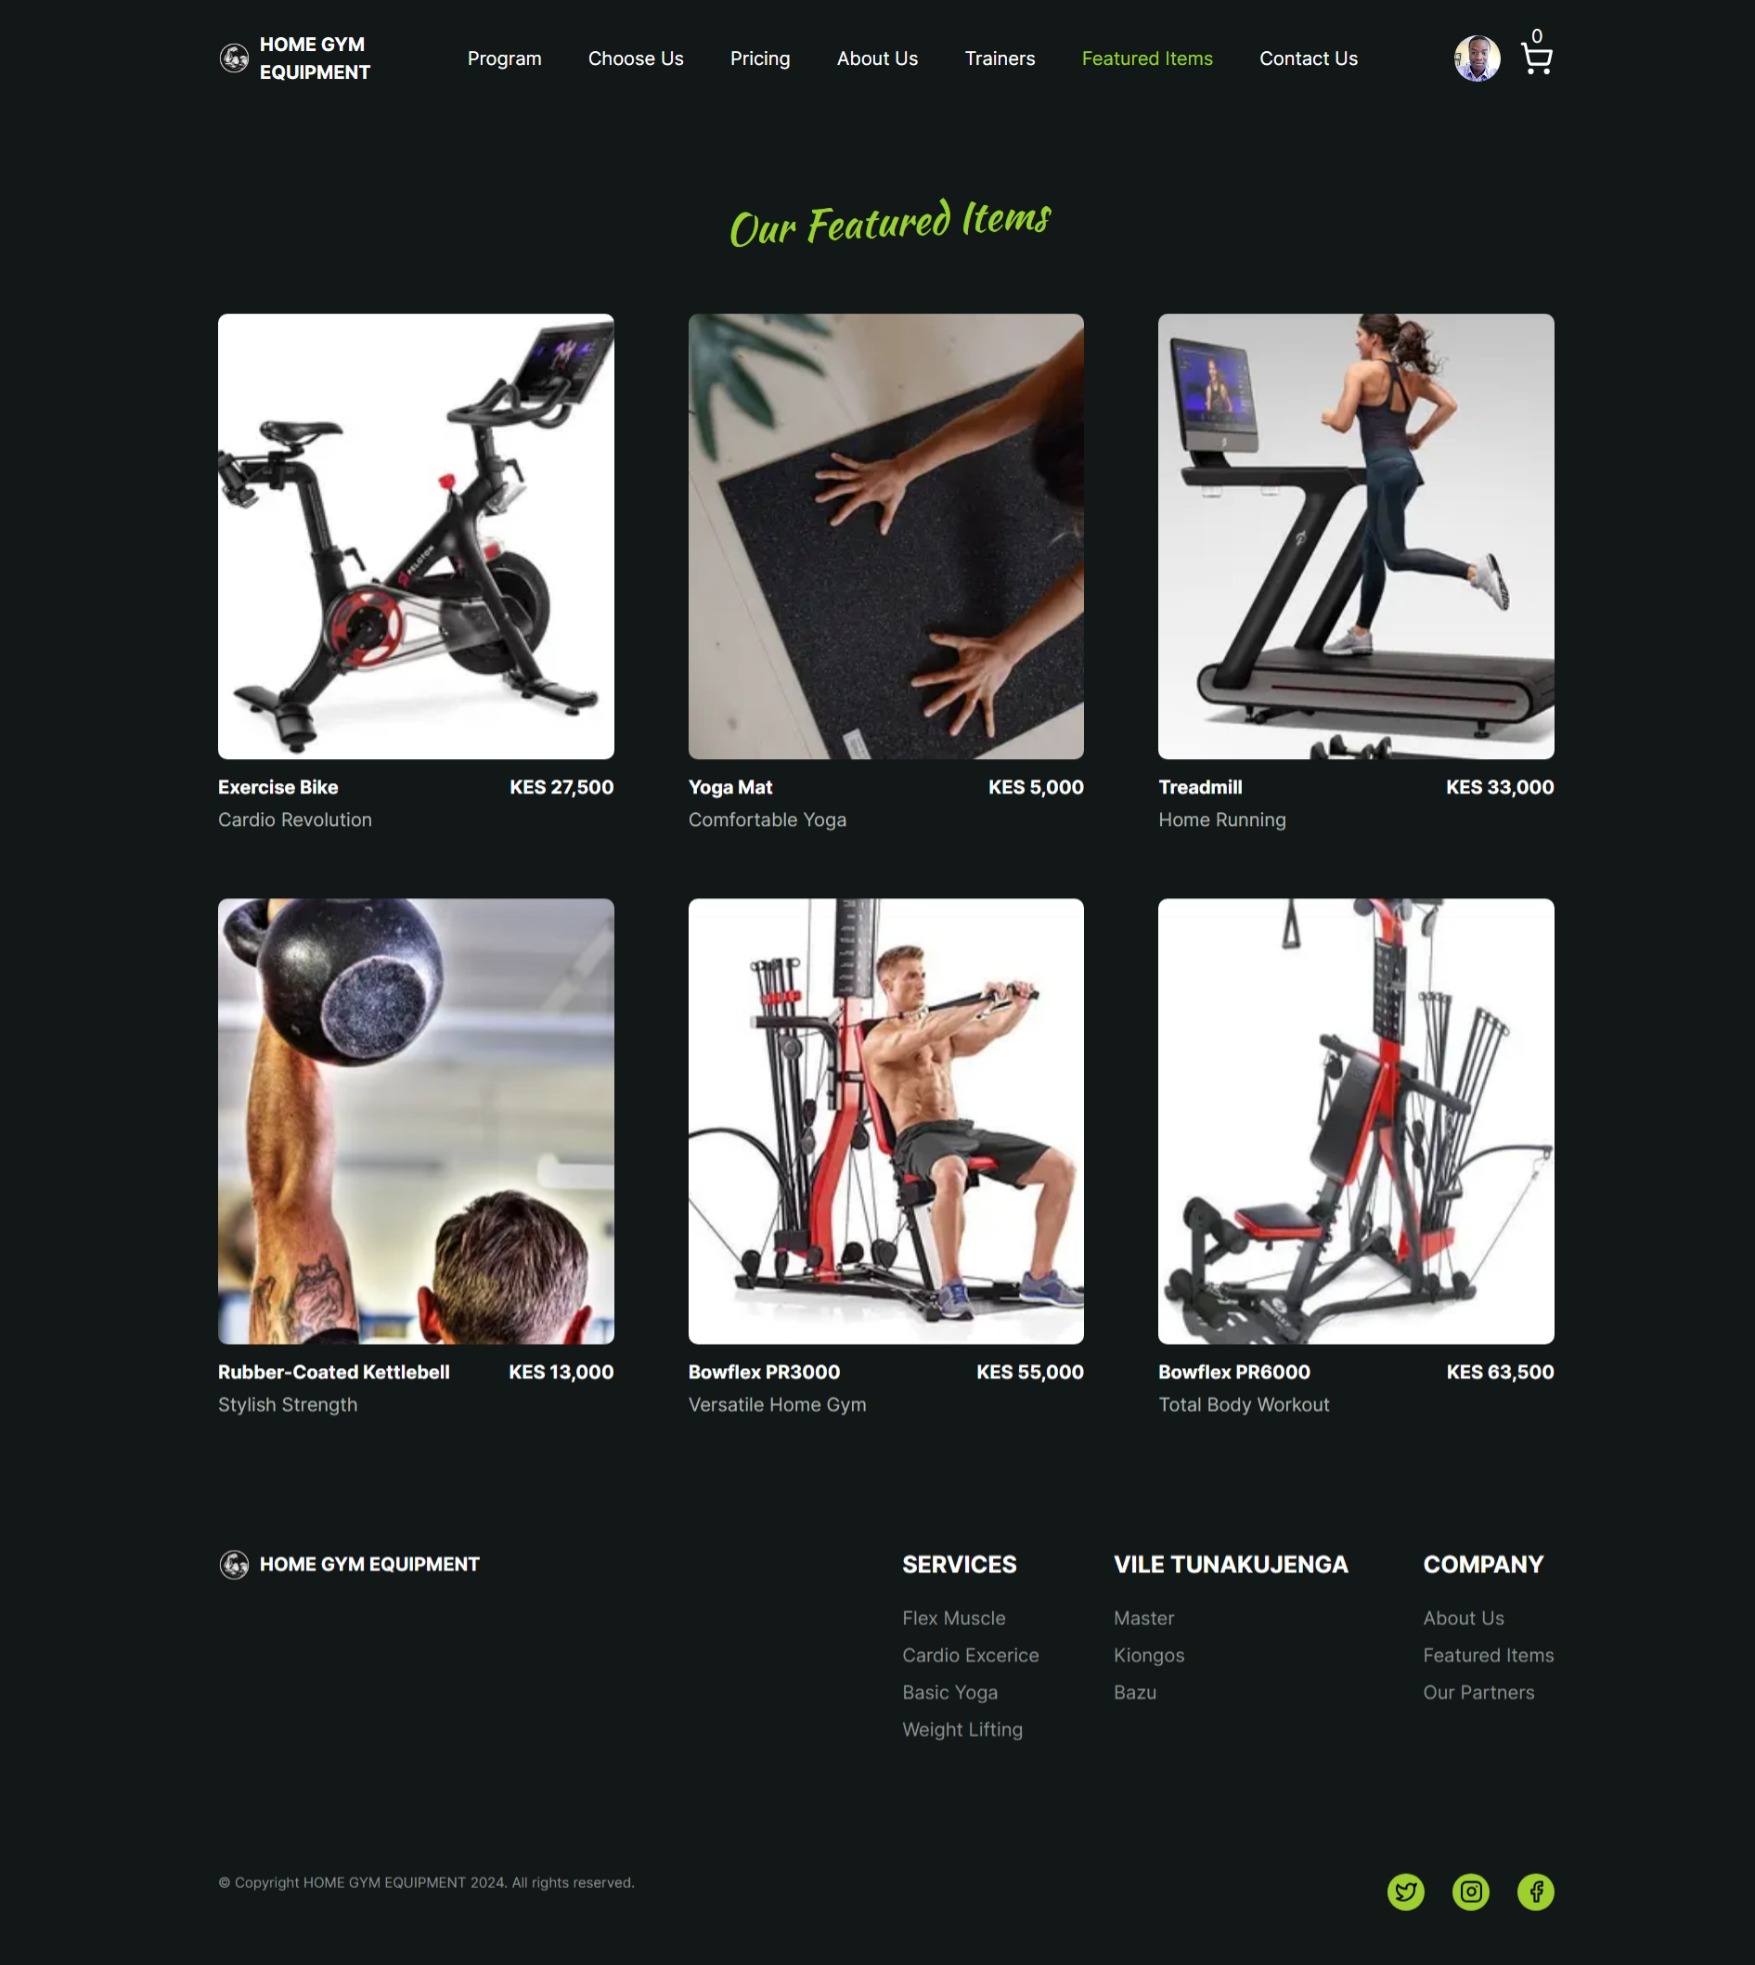 HOME GYM
EQUIPMENT
Program
Choose Us
Pricing
About Us
Trainers
Featured Items
Contact Us
0
Our Featured Items
PELOTON
Exercise Bike
KES 27,500
Cardio Revolution
Yoga Mat
KES 5,000
Comfortable Yoga
Treadmill
KES 33,000
Home Running
Rubber-Coated Kettlebell
KES 13,000
Stylish Strength
Bowflex PR3000
KES 55,000
Versatile Home Gym
Bowflex PR6000
KES 63,500
Total Body Workout
HOME GYM EQUIPMENT
SERVICES
Flex Muscle
Cardio Excerice
Basic Yoga
Weight Lifting
VILE TUNAKUJENGA
Master
Kiongos
Bazu
COMPANY
About Us
Featured Items
Our Partners
© Copyright HOME GYM EQUIPMENT 2024. All rights reserved.